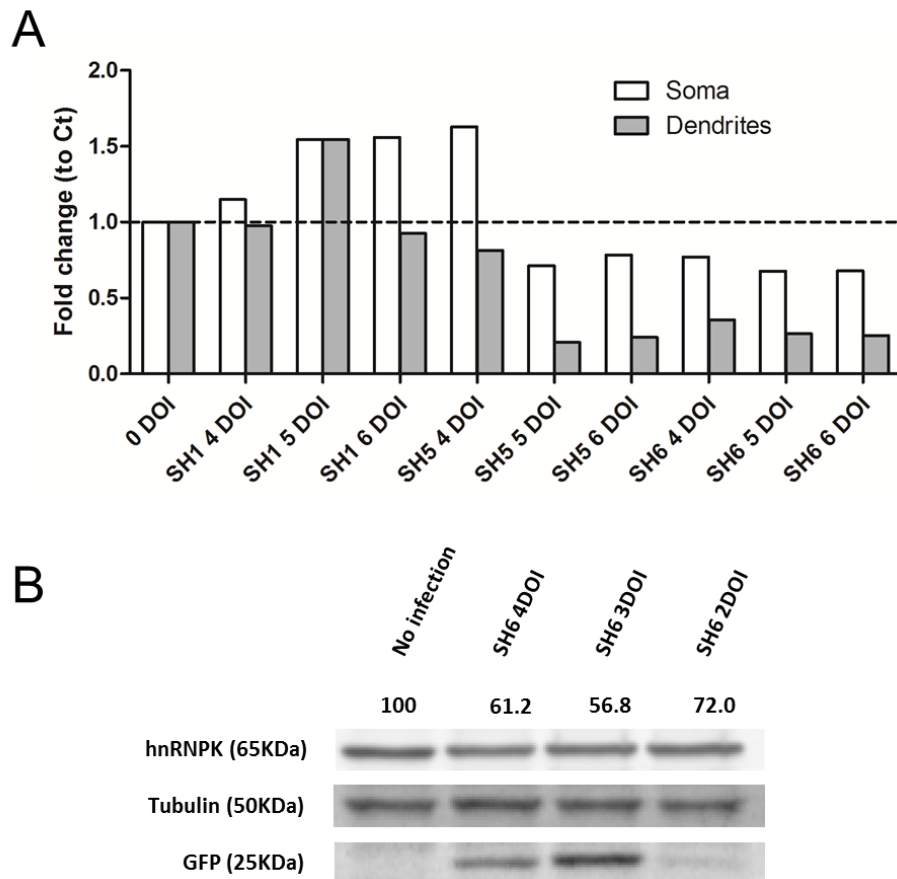 A
Fold change (to Ct)
2.0
1.5
1.0
0.5
0.0
Soma
Dendrites
0 DOI
SH1 4 DOI
SH1 5 DOI
SH1 6 DOI
SH5 4 DOI
SH5 5 DOI
SH5 6 DOI
SH6 4 DOI
SH6 5 DOI
SH6 6 DOI
B
No infection
SH6 4DOI
SH6 3DOI
SH6 2DOI
100 61.2 56.8 72.0
hnRNPK (65KDa)
Tubulin (50KDa)
GFP (25KDa)